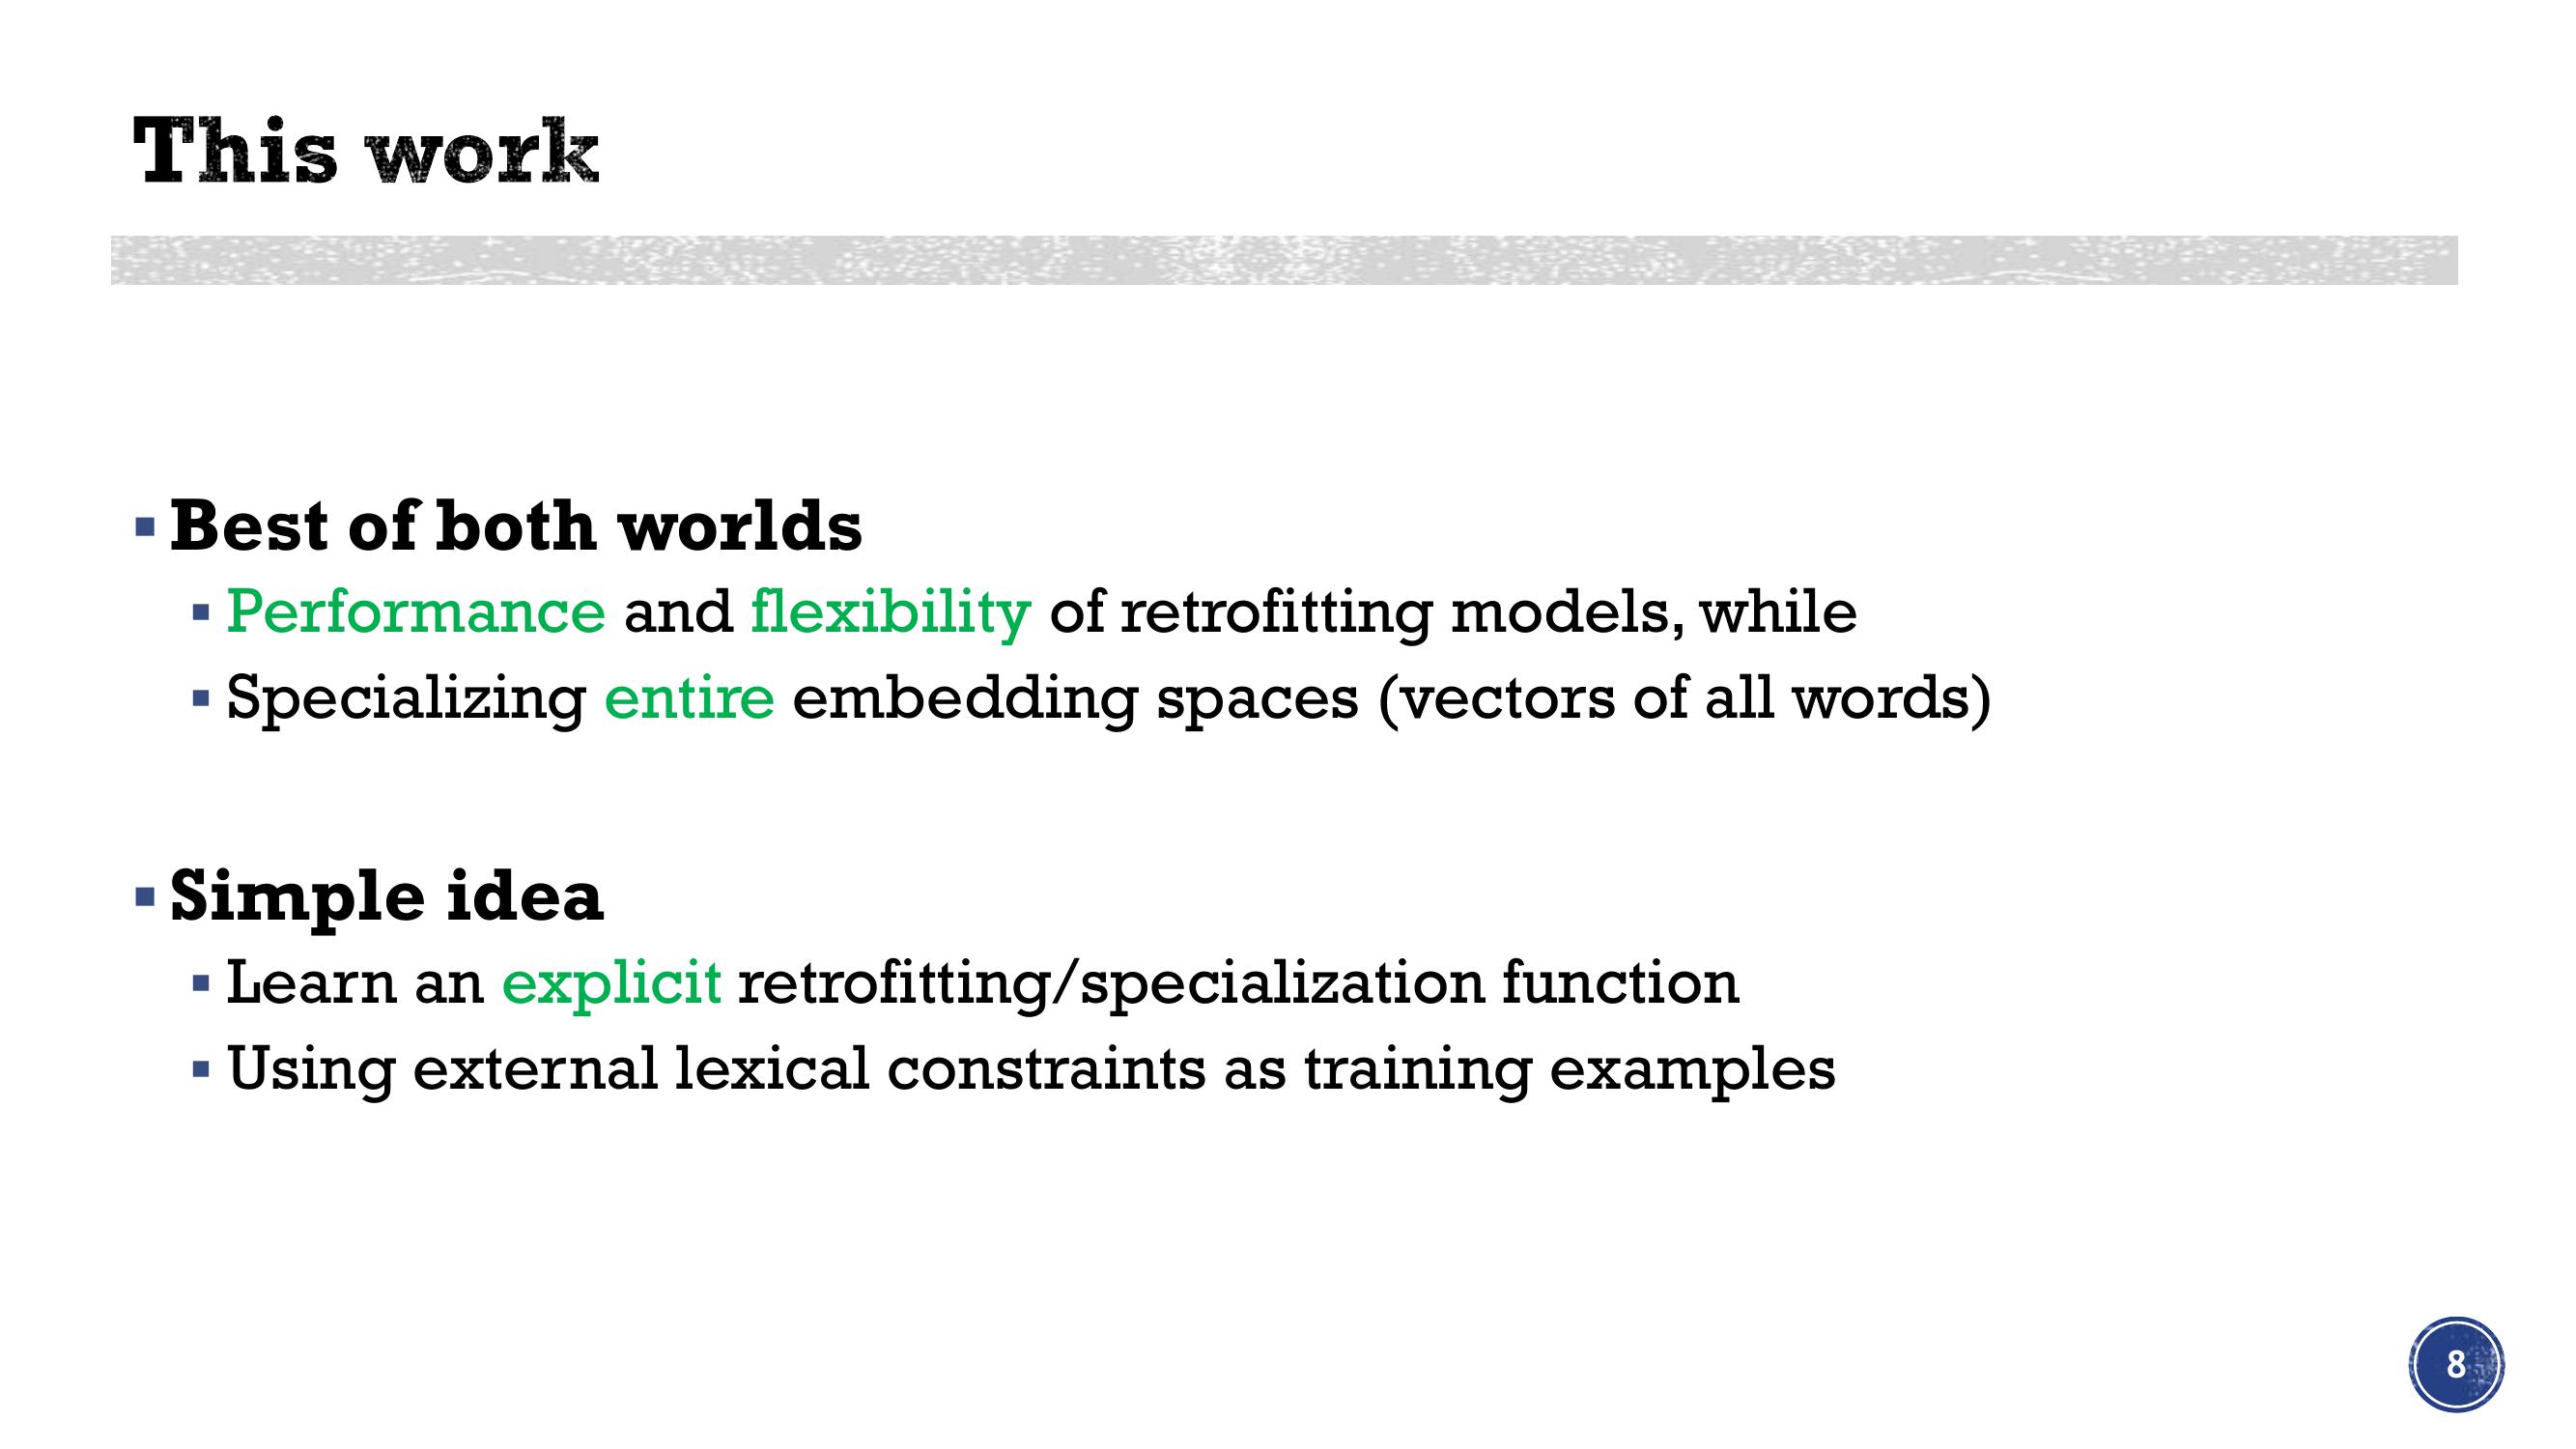 This work
▪ Best of both worlds
▪ Performance and flexibility of retrofitting models, while
▪ Specializing entire embedding spaces (vectors of all words)
▪ Simple idea
▪ Learn an explicit retrofitting/specialization function
▪ Using external lexical constraints as training examples
8